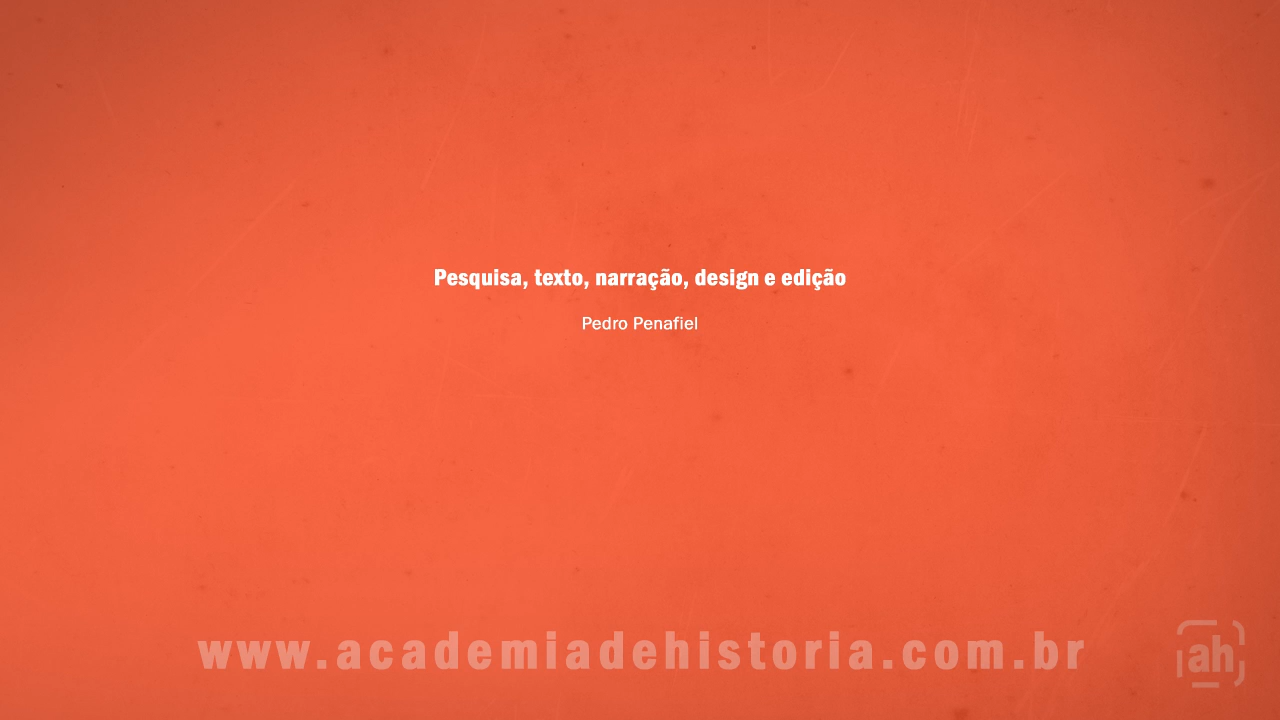 Pesquisa, texto, narração, design e edição
Pedro Penafiel
www.academiadehistoria.com.br
ah